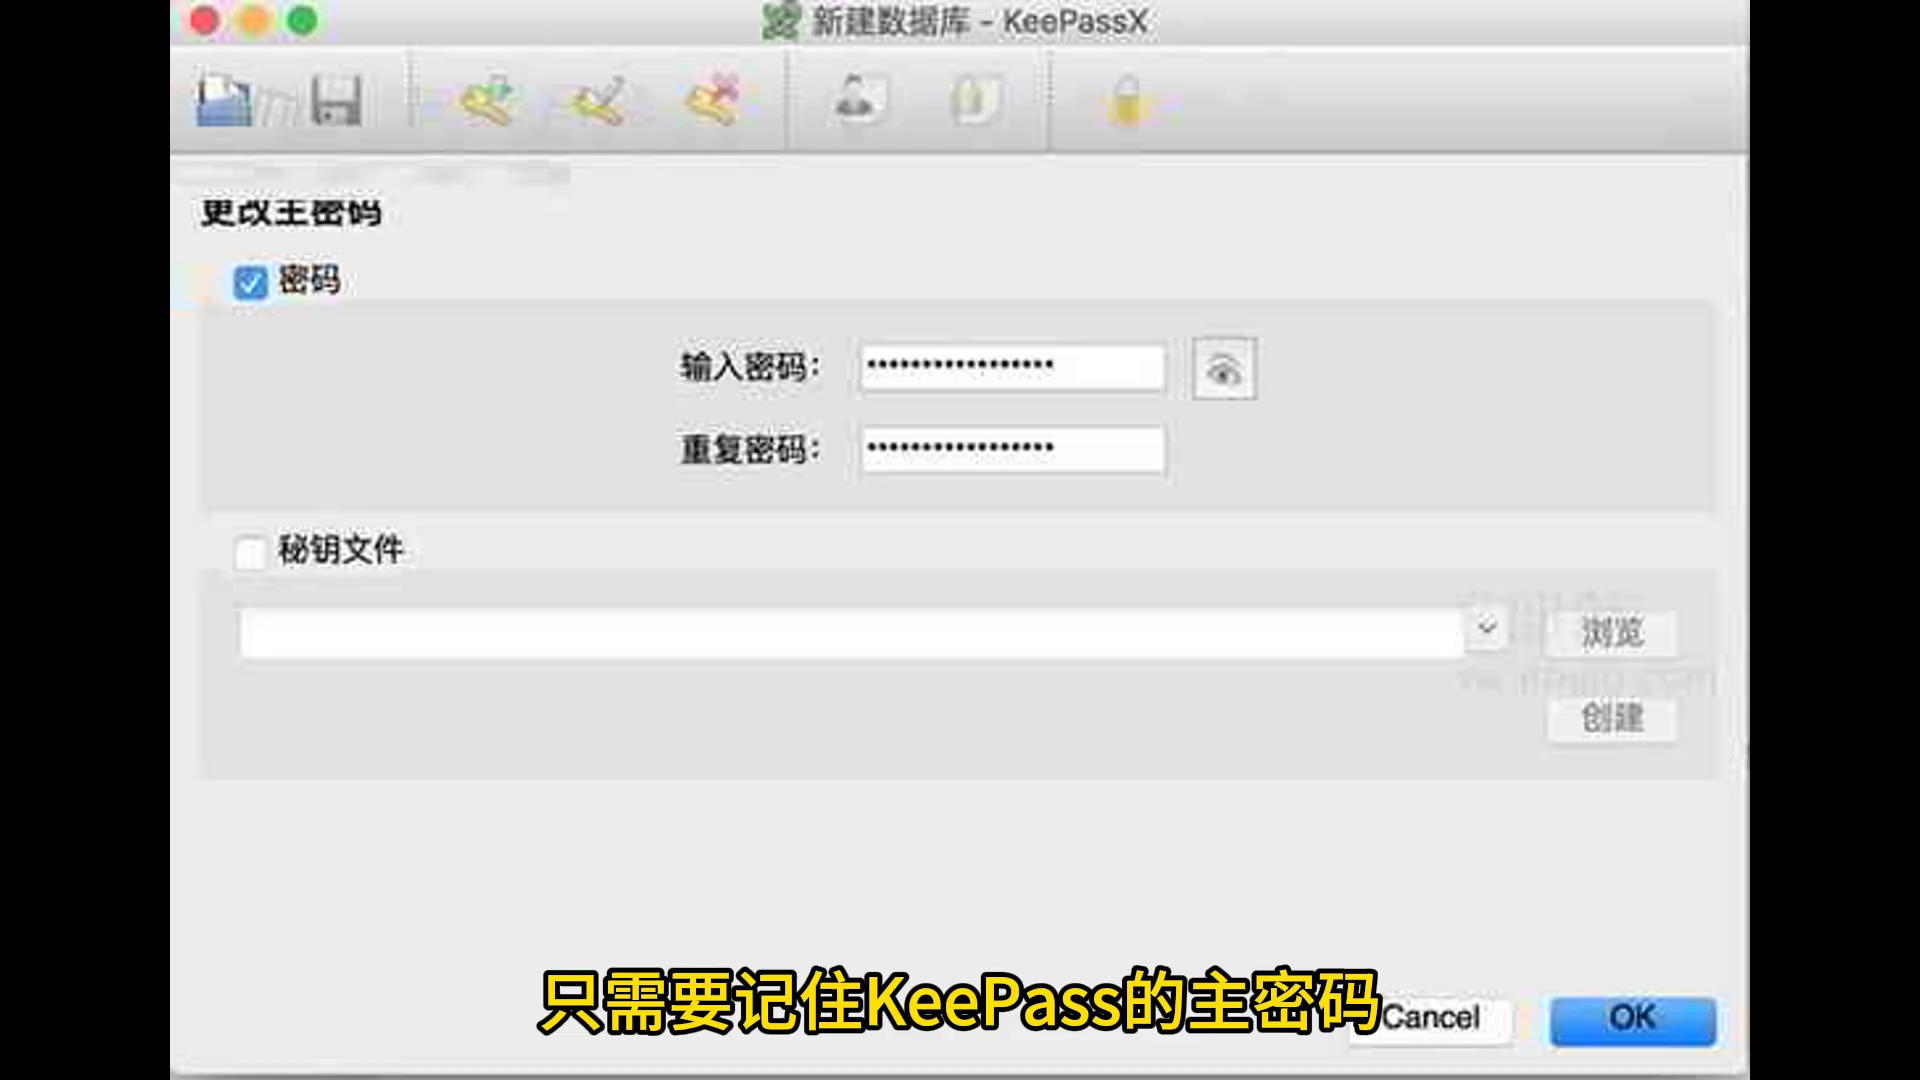 新建数据库 - KeePassX
更改主密码
密码
输入密码：
重复密码：
秘钥文件
浏览
创建
只需要记住KeePass的主密码
Cancel
OK